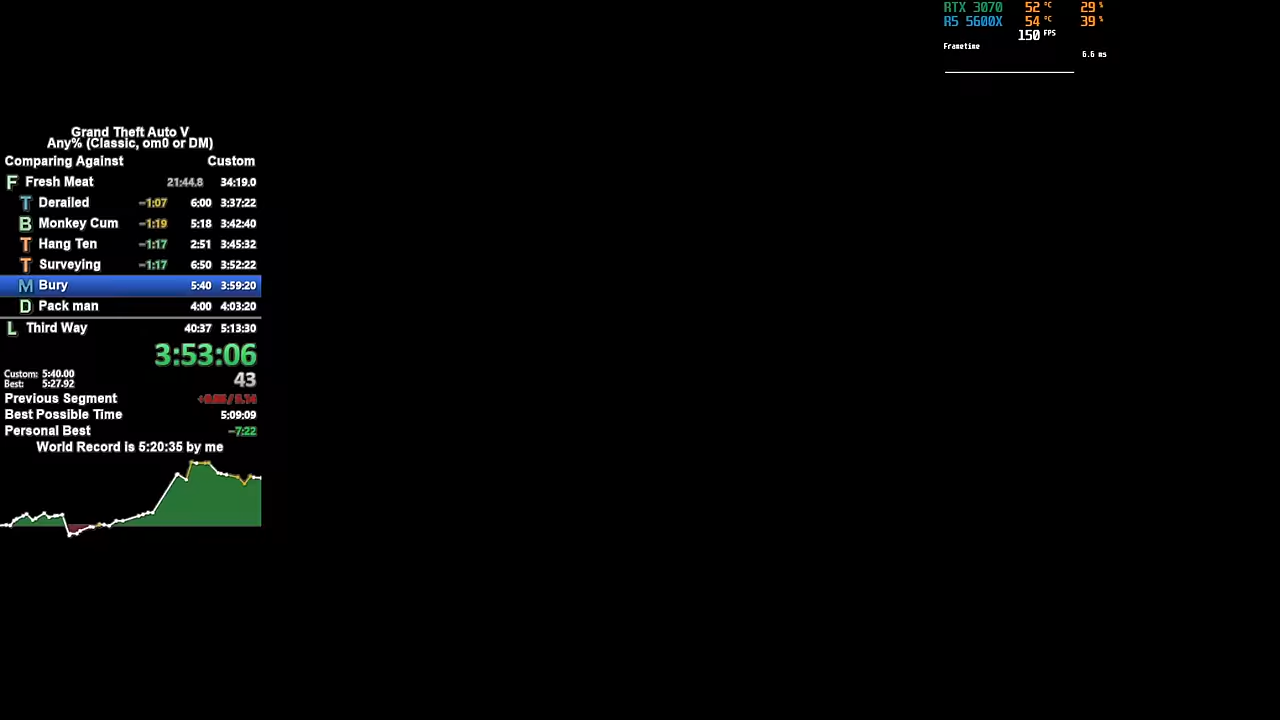 RTX 3070 52 °C 29 %
R5 5600X 54 °C 39 %
150 FPS
Frametime
6.6 ms
Grand Theft Auto V
Any% (Classic, om0 or DM)
Comparing Against Custom
F Fresh Meat 21:44.8 34:19.0
T Derailed −1:07 6:00 3:37:22
B Monkey Cum −1:19 5:18 3:42:40
T Hang Ten −1:17 2:51 3:45:32
T Surveying −1:17 6:50 3:52:22
M Bury 5:40 3:59:20
D Pack man 4:00 4:03:20
L Third Way 40:37 5:13:30
3:53:06
Custom: 5:40.00
Best: 5:27.92
43
Previous Segment
Best Possible Time 5:09:09
Personal Best −7:22
World Record is 5:20:35 by me